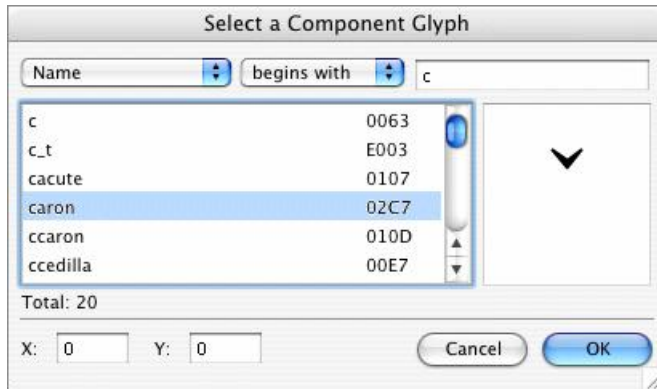 Select a Component Glyph
Name begins with c
c 0063
c_t E003
cacute 0107
caron 02C7
ccaron 010D
ccedilla 00E7
Total: 20
X: 0 Y: 0 Cancel OK